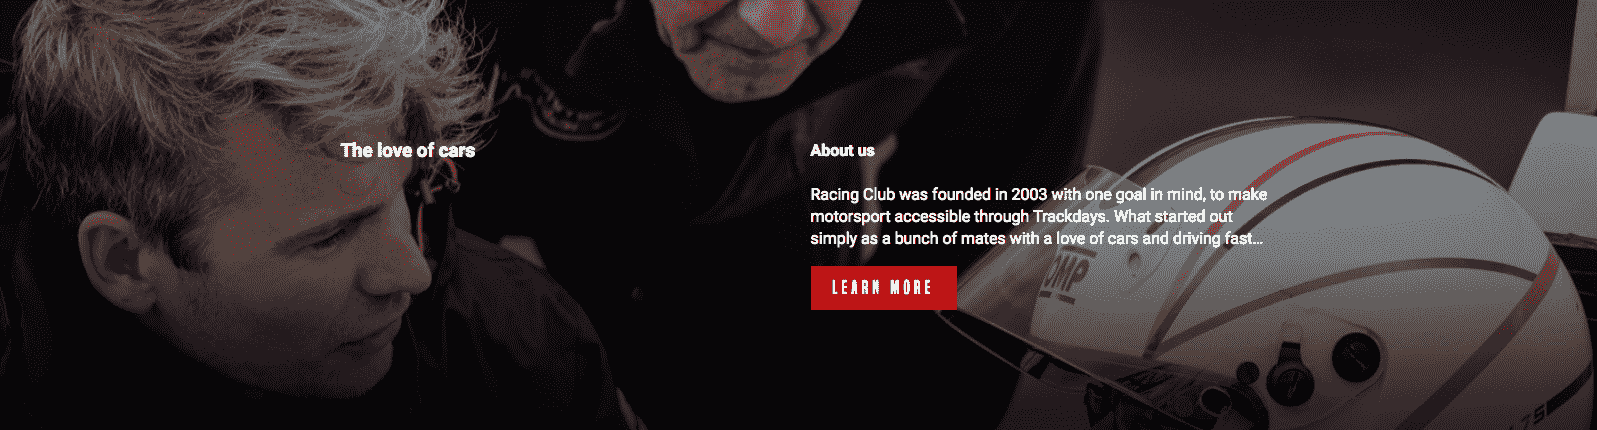 The love of cars
About us
Racing Club was founded in 2003 with one goal in mind, to make
motorsport accessible through Trackdays. What started out
simply as a bunch of mates with a love of cars and driving fast...
LEARN MORE
OMP